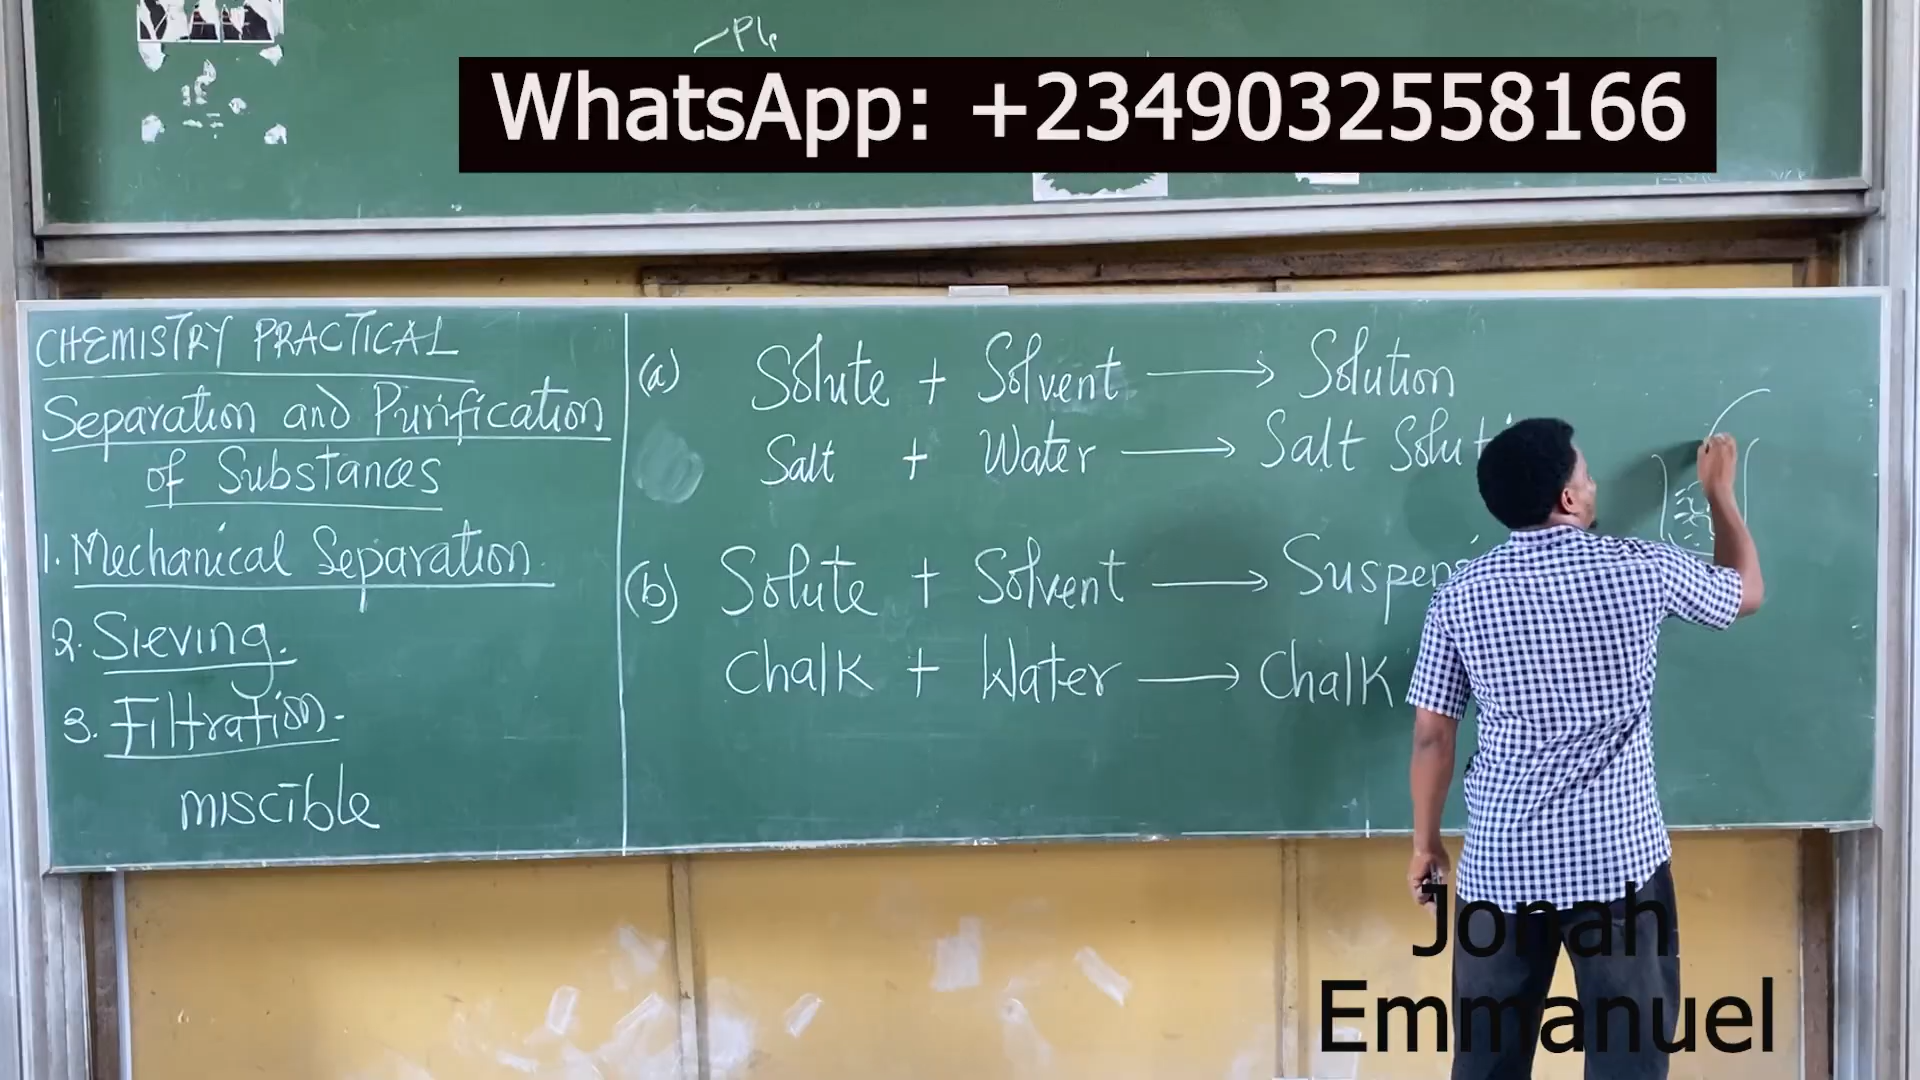 WhatsApp: +2349032558166
CHEMISTRY PRACTICAL
Separation and Purification
of Substances
1. Mechanical Separation
2. Sieving.
3. Filtration.
miscible
(a) Solute + Solvent → Solution
Salt + Water → Salt
(b) Solute + Solvent →
Chalk + Water → Chalk
Jonah
Emmanuel